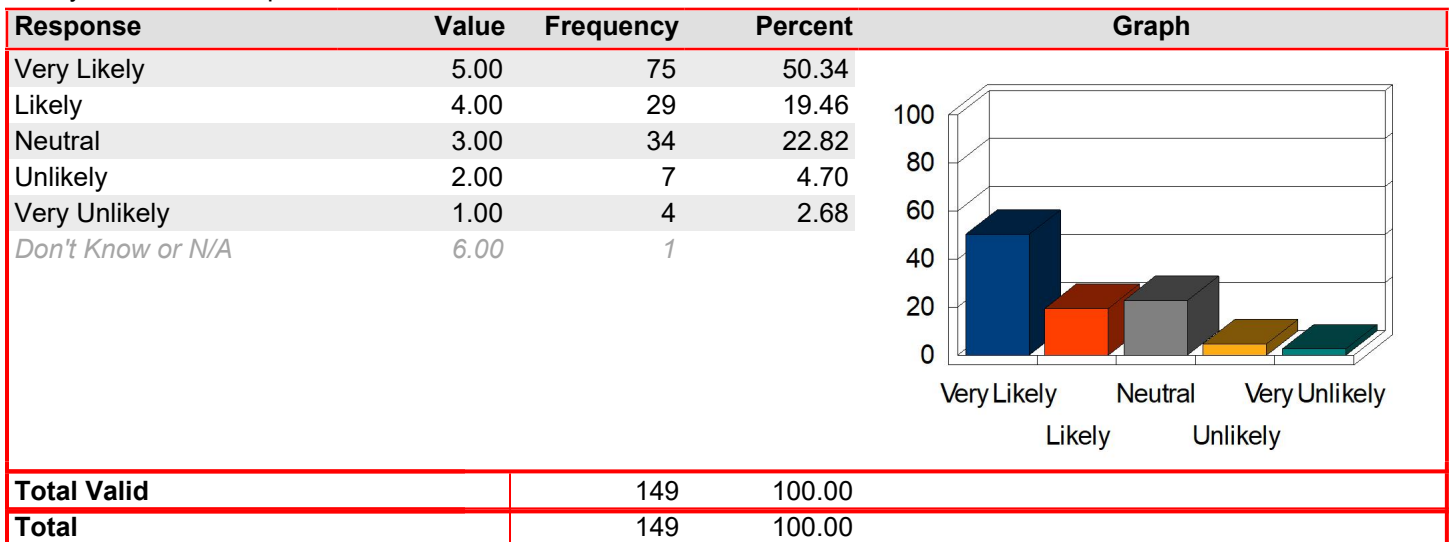 Response Value Frequency Percent Graph
Very Likely 5.00 75 50.34
Likely 4.00 29 19.46
Neutral 3.00 34 22.82
Unlikely 2.00 7 4.70
Very Unlikely 1.00 4 2.68
Don't Know or N/A 6.00 1
100
80
60
40
20
0
Very Likely Neutral Very Unlikely
Likely Unlikely
Total Valid 149 100.00
Total 149 100.00